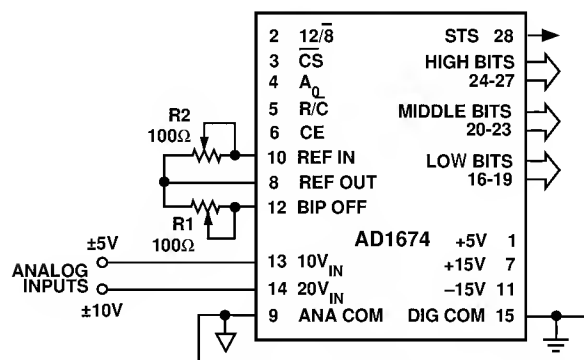 2 12/8̅
3 C̅S̅
4 A₀
5 R/C̅
6 CE
10 REF IN
8 REF OUT
12 BIP OFF
13 10VIN
14 20VIN
9 ANA COM
STS 28
HIGH BITS
24-27
MIDDLE BITS
20-23
LOW BITS
16-19
AD1674
+5V 1
+15V 7
–15V 11
DIG COM 15
R2
100Ω
R1
100Ω
±5V
ANALOG
INPUTS
±10V